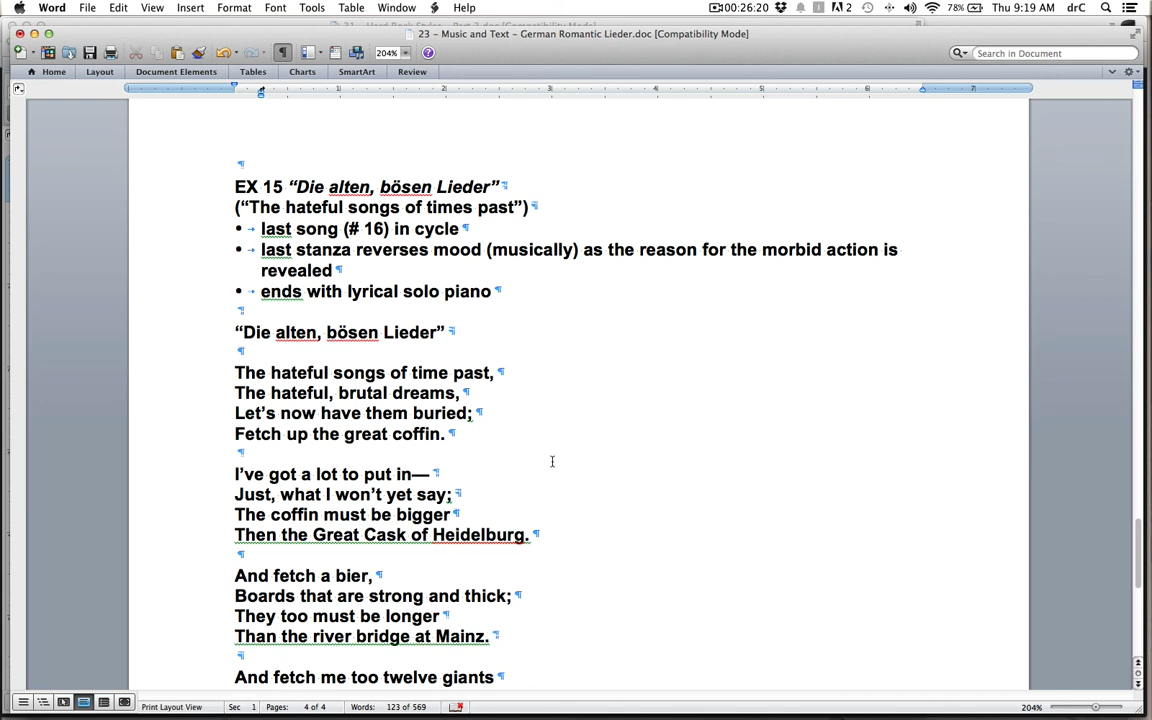 Word File Edit View Insert Format Font Tools Table Window Help 00:26:20 2 78% Thu 9:19 AM drC
23 – Music and Text – German Romantic Lieder.doc [Compatibility Mode]
204% Search in Document
Home Layout Document Elements Tables Charts SmartArt Review
1 2 3 4 5 6 7
EX 15 “Die alten, bösen Lieder”
(“The hateful songs of times past”)
• last song (# 16) in cycle
• last stanza reverses mood (musically) as the reason for the morbid action is
revealed
• ends with lyrical solo piano
“Die alten, bösen Lieder”
The hateful songs of time past,
The hateful, brutal dreams,
Let’s now have them buried;
Fetch up the great coffin.
I’ve got a lot to put in—
Just, what I won’t yet say;
The coffin must be bigger
Then the Great Cask of Heidelburg.
And fetch a bier,
Boards that are strong and thick;
They too must be longer
Than the river bridge at Mainz.
And fetch me too twelve giants
Print Layout View Sec 1 Pages: 4 of 4 Words: 123 of 569 204%